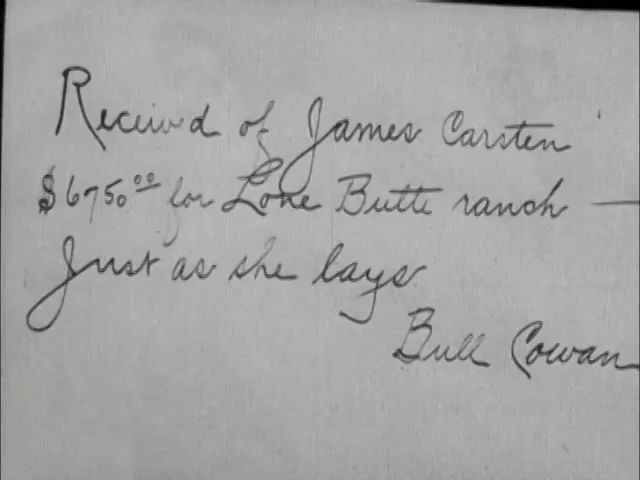 Received of James Carsten
$6750.00 for Lone Butte ranch —
Just as she lays
Bull Cowan